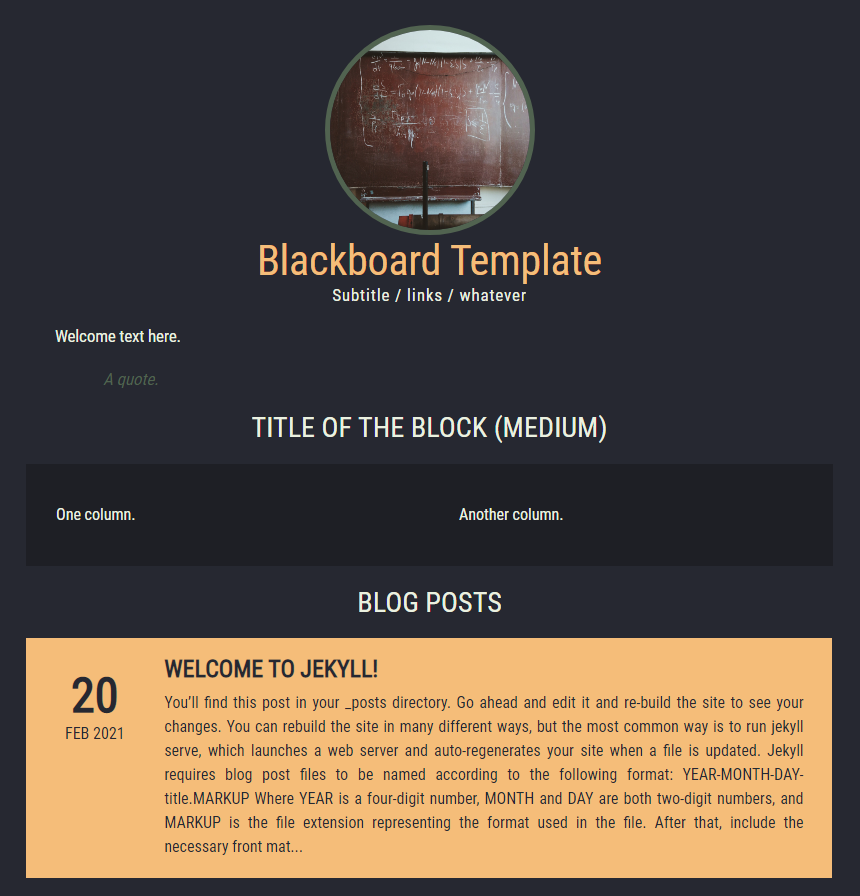 Blackboard Template
Subtitle / links / whatever
Welcome text here.
A quote.
TITLE OF THE BLOCK (MEDIUM)
One column.
Another column.
BLOG POSTS
20
FEB 2021
WELCOME TO JEKYLL!
You’ll find this post in your _posts directory. Go ahead and edit it and re-build the site to see your
changes. You can rebuild the site in many different ways, but the most common way is to run jekyll
serve, which launches a web server and auto-regenerates your site when a file is updated. Jekyll
requires blog post files to be named according to the following format: YEAR-MONTH-DAY-
title.MARKUP Where YEAR is a four-digit number, MONTH and DAY are both two-digit numbers, and
MARKUP is the file extension representing the format used in the file. After that, include the
necessary front mat...